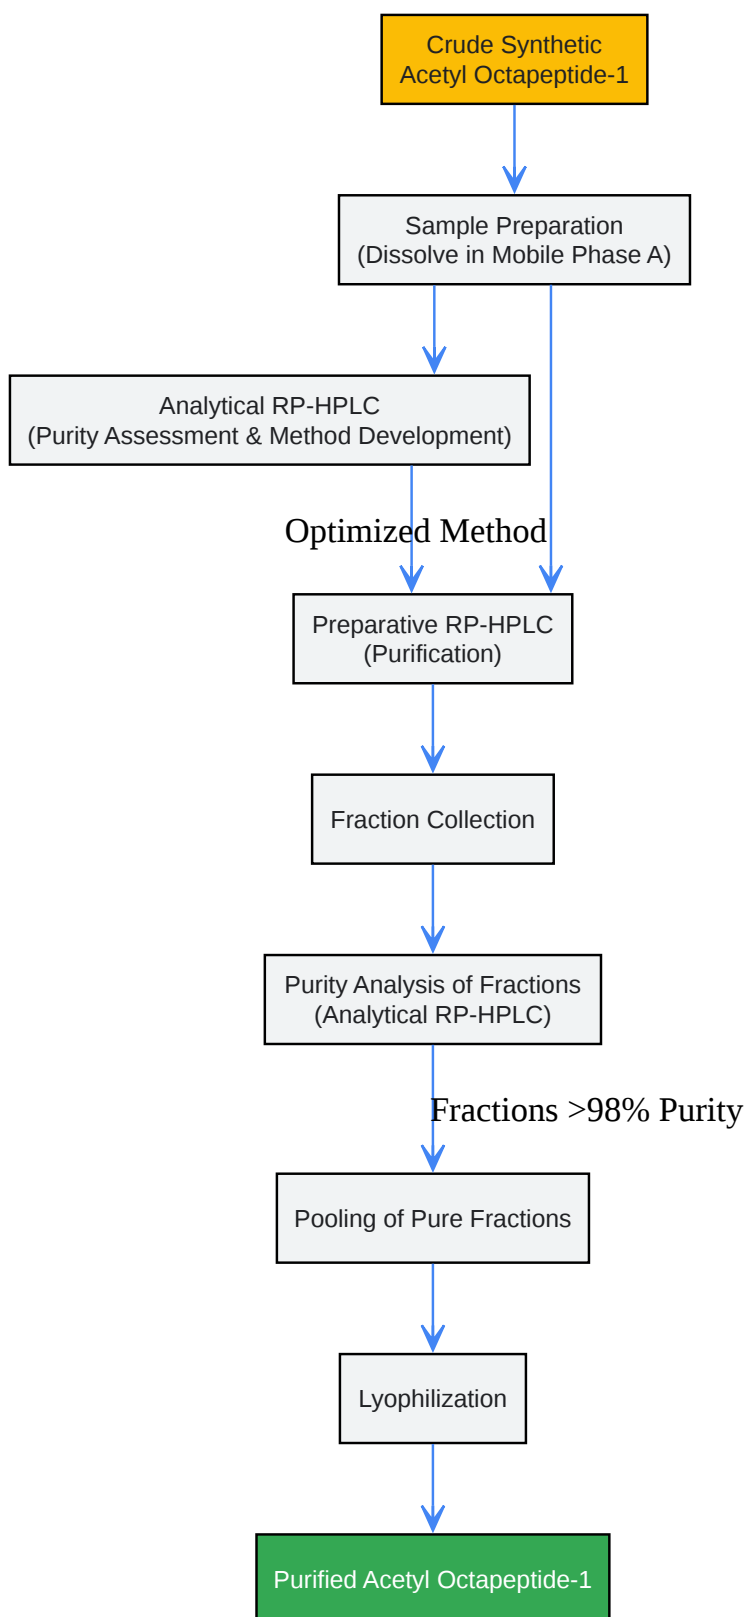 Crude Synthetic
Acetyl Octapeptide-1
Sample Preparation
(Dissolve in Mobile Phase A)
Analytical RP-HPLC
(Purity Assessment & Method Development)
Optimized Method
Preparative RP-HPLC
(Purification)
Fraction Collection
Purity Analysis of Fractions
(Analytical RP-HPLC)
Fractions >98% Purity
Pooling of Pure Fractions
Lyophilization
Purified Acetyl Octapeptide-1